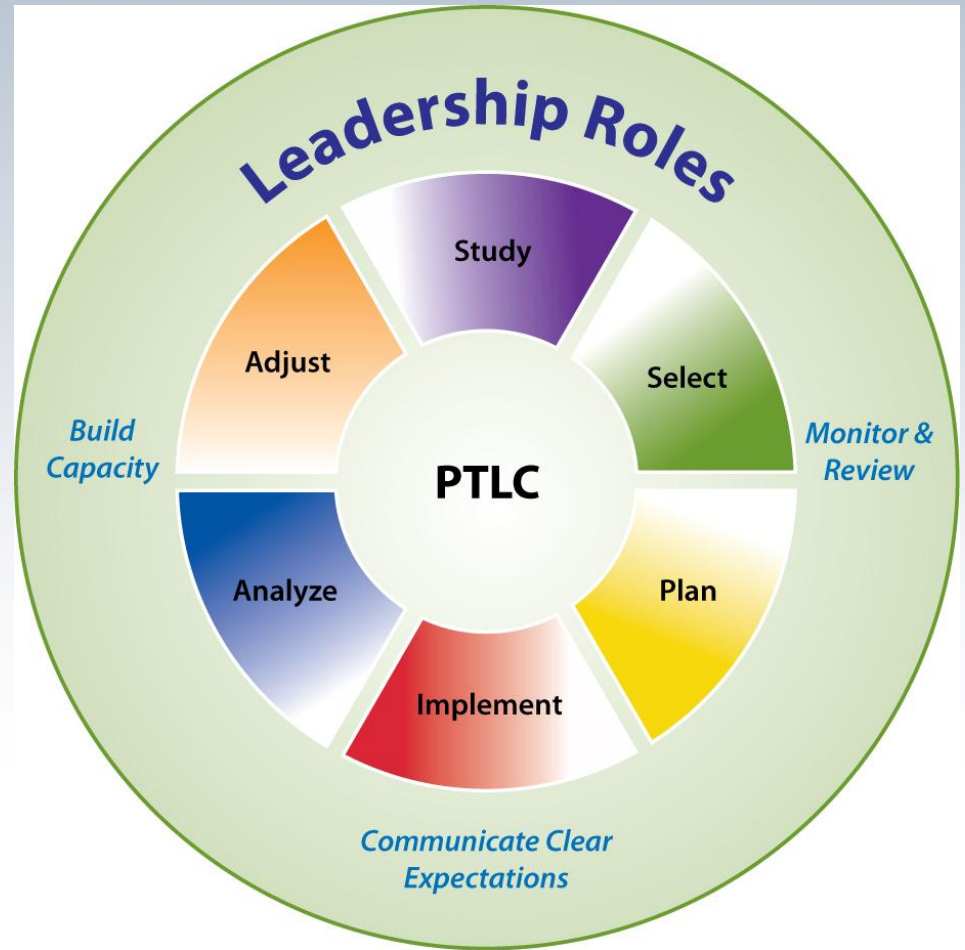 Leadership Roles
Study
Select
Adjust
Build
Capacity
Monitor &
Review
PTLC
Analyze
Plan
Implement
Communicate Clear
Expectations